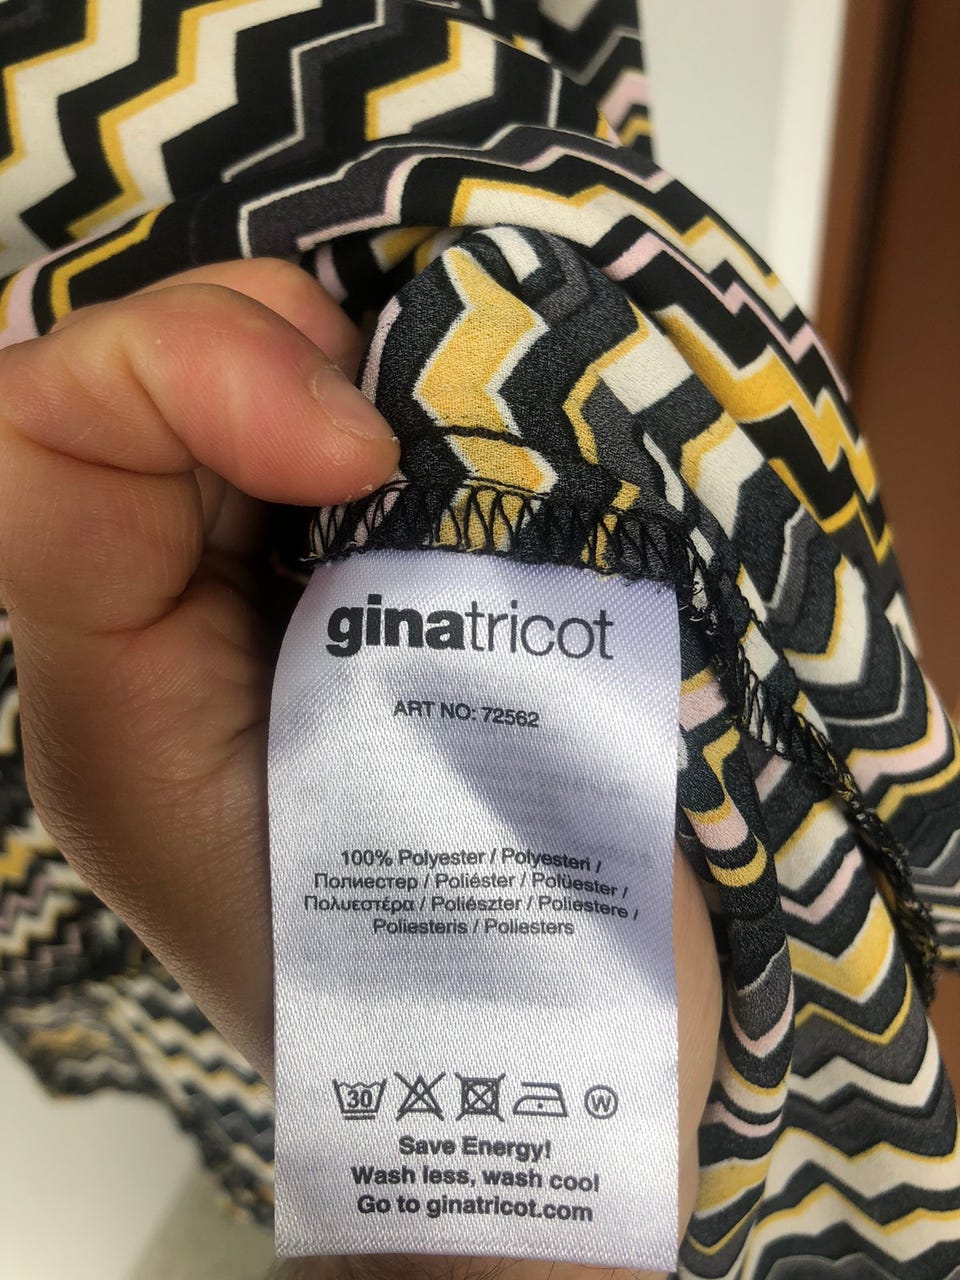 ginatricot
ART NO: 72562
100% Polyester / Polyesteri /
Полиестер / Poliéster / Polüester /
Πολυεστέρα / Poliészter / Poliestere /
Poliesteris / Poliesters
30
W
Save Energy!
Wash less, wash cool
Go to ginatricot.com